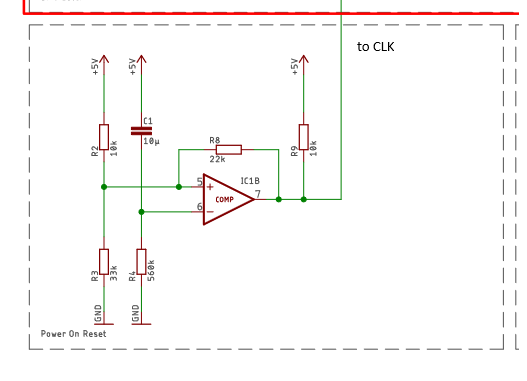 to CLK
+5V
+5V
+5V
C1
10µ
R2
10k
R8
22k
R9
10k
5
+
IC1B
COMP
7
6
-
R3
33k
R4
560k
GND
GND
Power On Reset